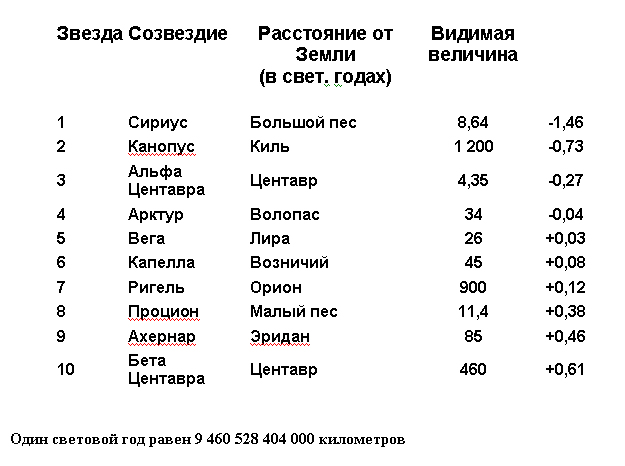 Звезда Созвездие Расстояние от Земли (в свет. годах) Видимая величина
1 Сириус Большой пес 8,64 -1,46
2 Канопус Киль 1 200 -0,73
3 Альфа Центавра Центавр 4,35 -0,27
4 Арктур Волопас 34 -0,04
5 Вега Лира 26 +0,03
6 Капелла Возничий 45 +0,08
7 Ригель Орион 900 +0,12
8 Процион Малый пес 11,4 +0,38
9 Ахернар Эридан 85 +0,46
10 Бета Центавра Центавр 460 +0,61
Один световой год равен 9 460 528 404 000 километров